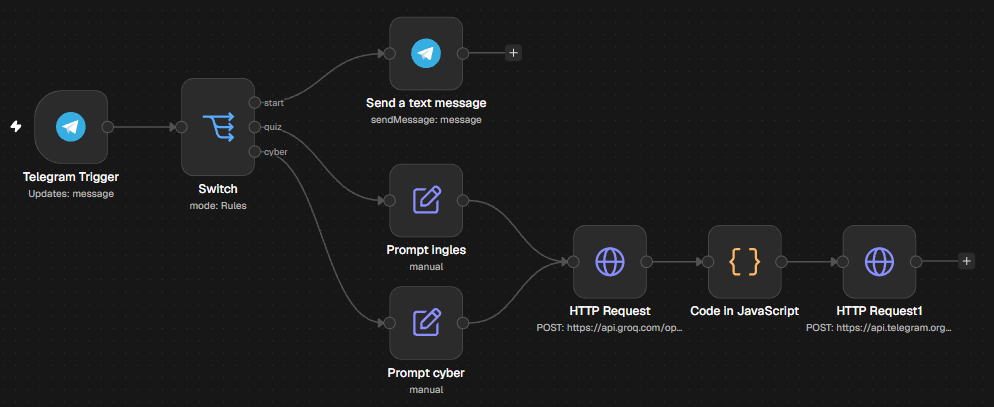 Send a text message
sendMessage: message
start
quiz
cyber
Telegram Trigger
Updates: message
Switch
mode: Rules
Prompt ingles
manual
HTTP Request
POST: https://api.groq.com/op...
Code in JavaScript
HTTP Request1
POST: https://api.telegram.org...
Prompt cyber
manual